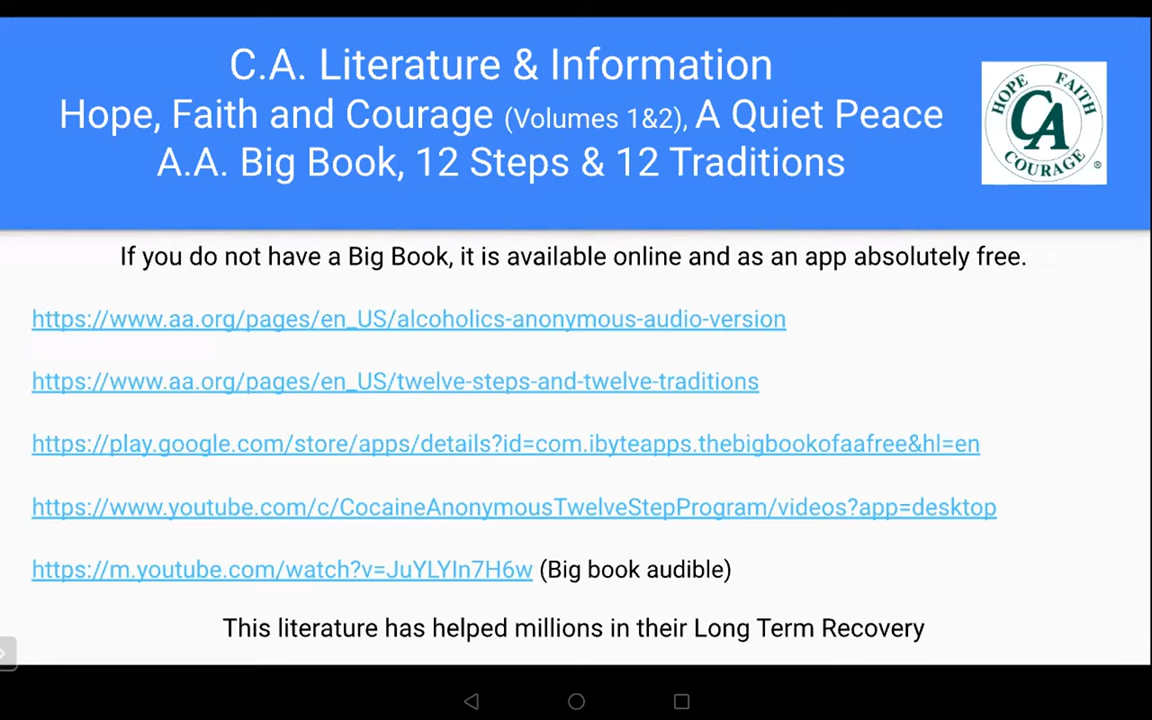 C.A. Literature & Information
Hope, Faith and Courage (Volumes 1&2), A Quiet Peace
A.A. Big Book, 12 Steps & 12 Traditions
HOPE FAITH
CA
COURAGE ®
If you do not have a Big Book, it is available online and as an app absolutely free.
https://www.aa.org/pages/en_US/alcoholics-anonymous-audio-version
https://www.aa.org/pages/en_US/twelve-steps-and-twelve-traditions
https://play.google.com/store/apps/details?id=com.ibyteapps.thebigbookofaafree&hl=en
https://www.youtube.com/c/CocaineAnonymousTwelveStepProgram/videos?app=desktop
https://m.youtube.com/watch?v=JuYLYIn7H6w (Big book audible)
This literature has helped millions in their Long Term Recovery